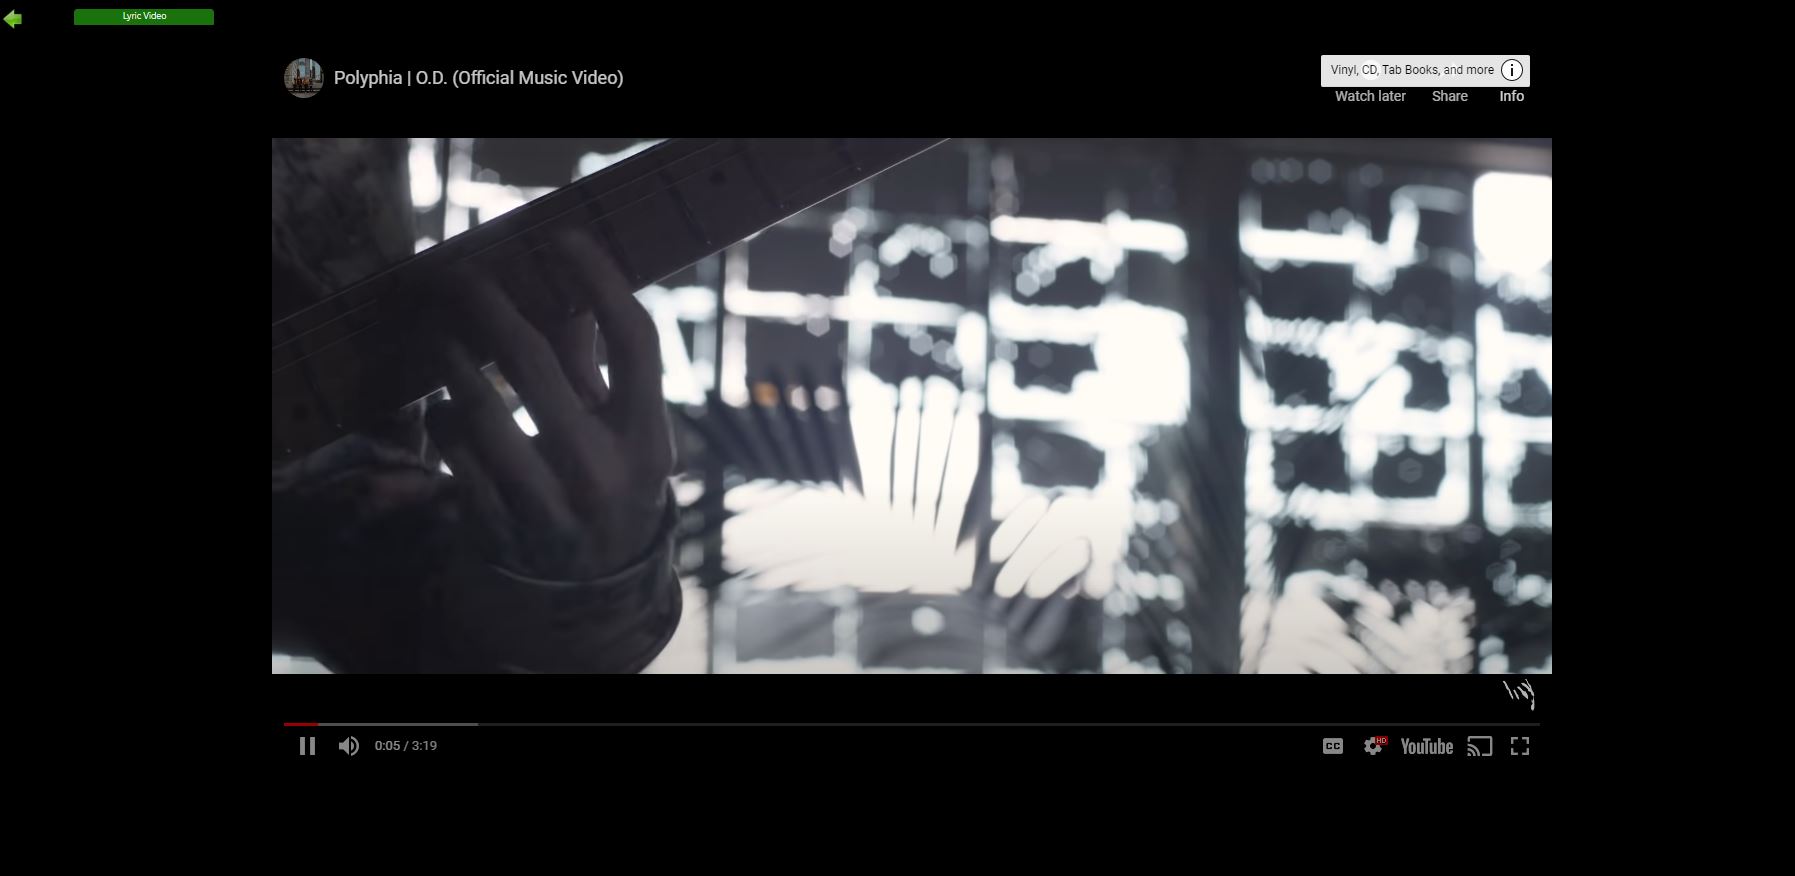 Lyric Video
Polyphia | O.D. (Official Music Video)
Vinyl, CD, Tab Books, and more
Watch later Share Info
0:05 / 3:19
CC HD YouTube